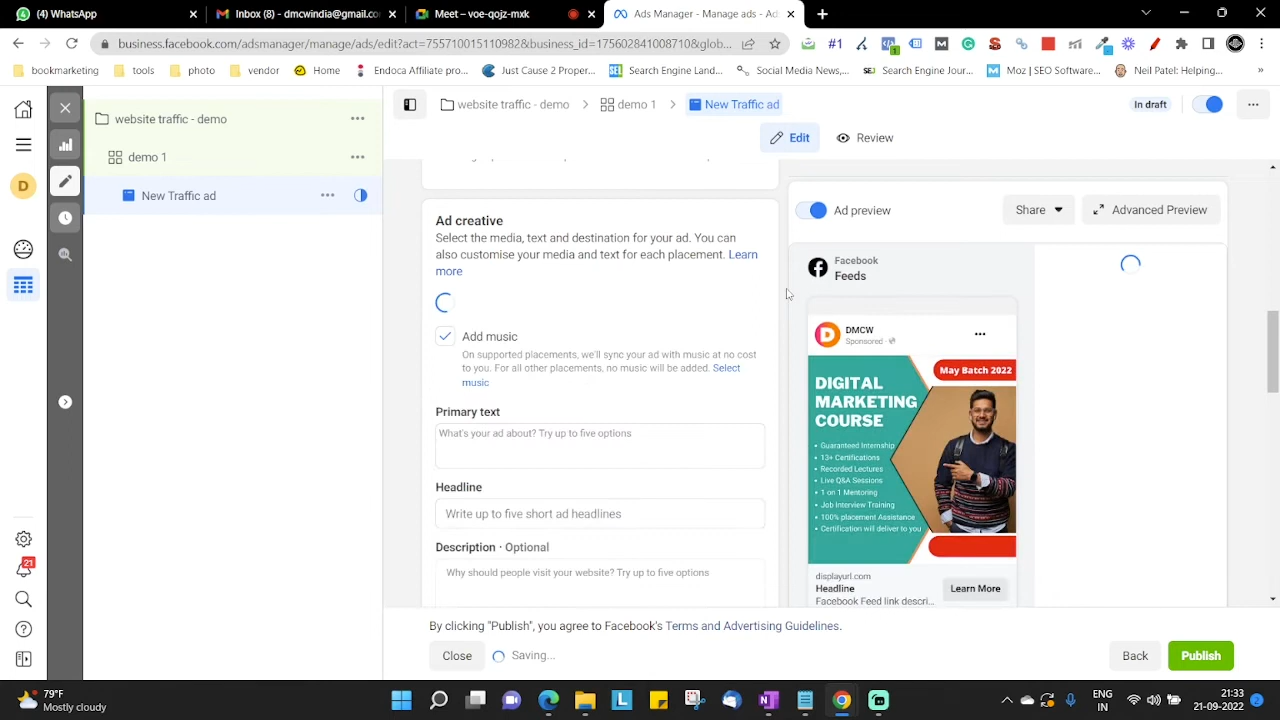 (4) WhatsApp
Inbox (8) - dmcwindia@gmail.co
Meet – voe-qojz-mxk
Ads Manager - Manage ads - Ads
business.facebook.com/adsmanager/manage/ads/edit?act=755710015110982&business_id=175602841008710&glob...
#1
1
bookmarketing
tools
photo
vendor
Home
Endoca Affiliate pro...
Just Cause 2 Proper...
Search Engine Land...
Social Media News,...
Search Engine Jour...
Moz | SEO Software...
Neil Patel: Helping...
»
website traffic - demo
demo 1
New Traffic ad
In draft
Edit
Review
D
website traffic - demo
demo 1
New Traffic ad
21
Ad creative
Select the media, text and destination for your ad. You can
also customise your media and text for each placement. Learn
more
Add music
On supported placements, we'll sync your ad with music at no cost
to you. For all other placements, no music will be added. Select
music
Primary text
What's your ad about? Try up to five options
Headline
Write up to five short ad headlines
Description · Optional
Why should people visit your website? Try up to five options
Ad preview
Share
Advanced Preview
Facebook
Feeds
DMCW
Sponsored ·
May Batch 2022
DIGITAL
MARKETING
COURSE
• Guaranteed Internship
• 13+ Certifications
• Recorded Lectures
• Live Q&A Sessions
• 1 on 1 Mentoring
• Job Interview Training
• 100% placement Assistance
• Certification will deliver to you
displayurl.com
Headline
Facebook Feed link descri...
Learn More
By clicking "Publish", you agree to Facebook's Terms and Advertising Guidelines.
Close
Saving...
Back
Publish
79°F
Mostly cloudy
ENG
IN
21:33
21-09-2022
2